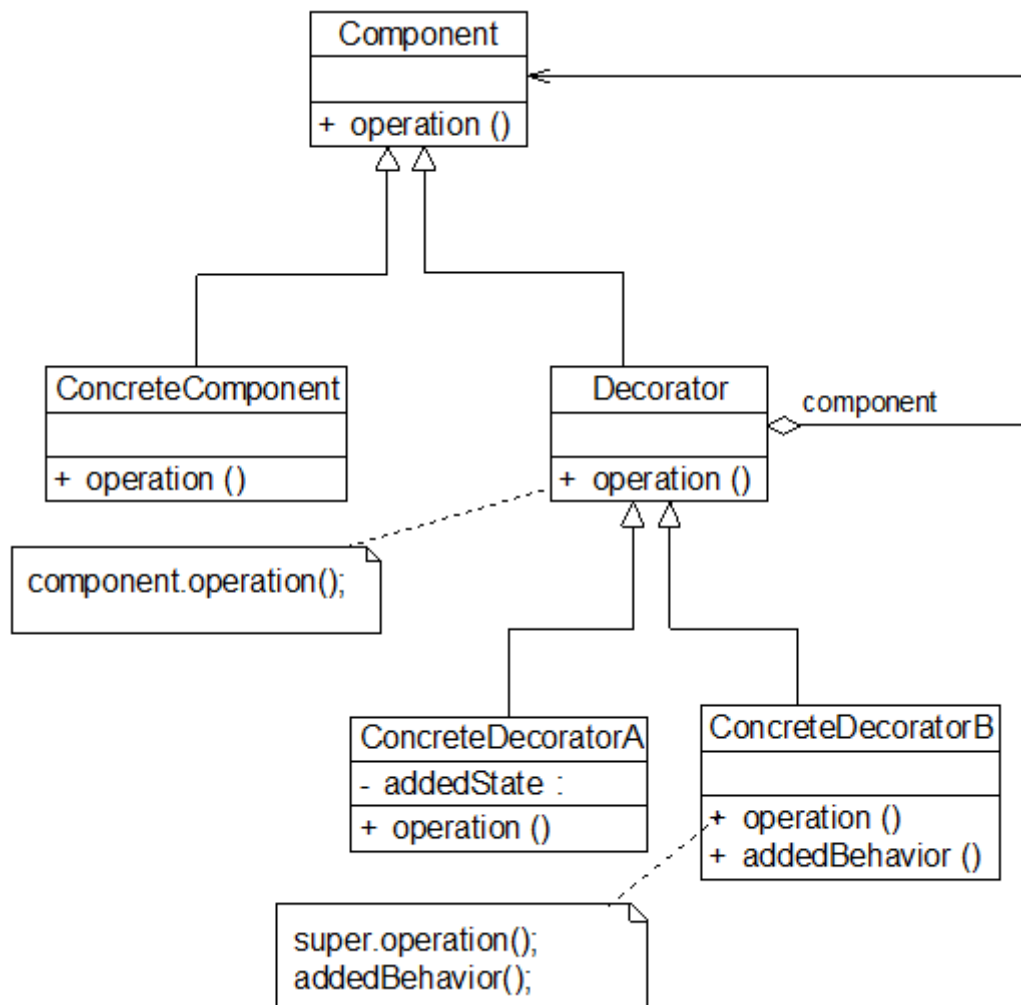 Component
+ operation ()
ConcreteComponent
+ operation ()
Decorator
+ operation ()
component
component.operation();
ConcreteDecoratorA
- addedState :
+ operation ()
ConcreteDecoratorB
+ operation ()
+ addedBehavior ()
super.operation();
addedBehavior();